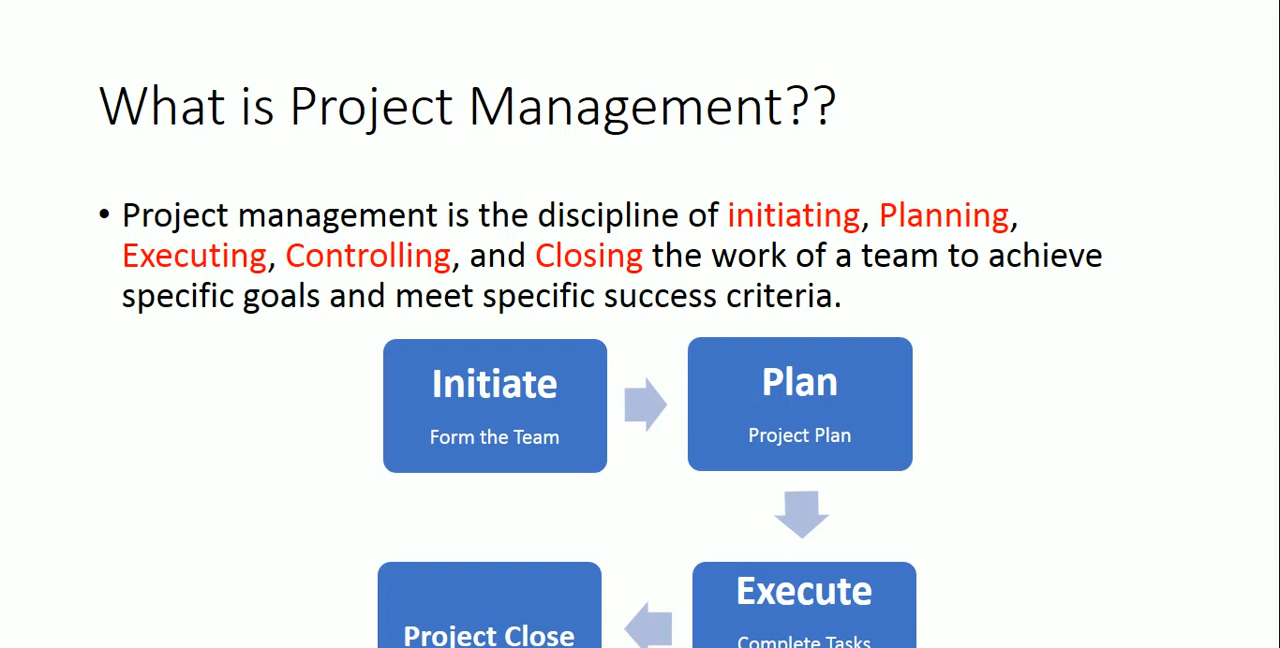 What is Project Management??
• Project management is the discipline of initiating, Planning,
Executing, Controlling, and Closing the work of a team to achieve
specific goals and meet specific success criteria.
Initiate
Form the Team
Plan
Project Plan
Execute
Complete Tasks
Project Close